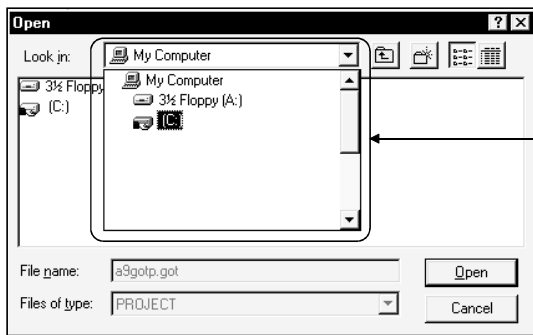 Open
Look in: My Computer
My Computer
3½ Floppy (A:)
(C:)
3½ Floppy
(C:)
File name: a9gotp.got Open
Files of type: PROJECT Cancel